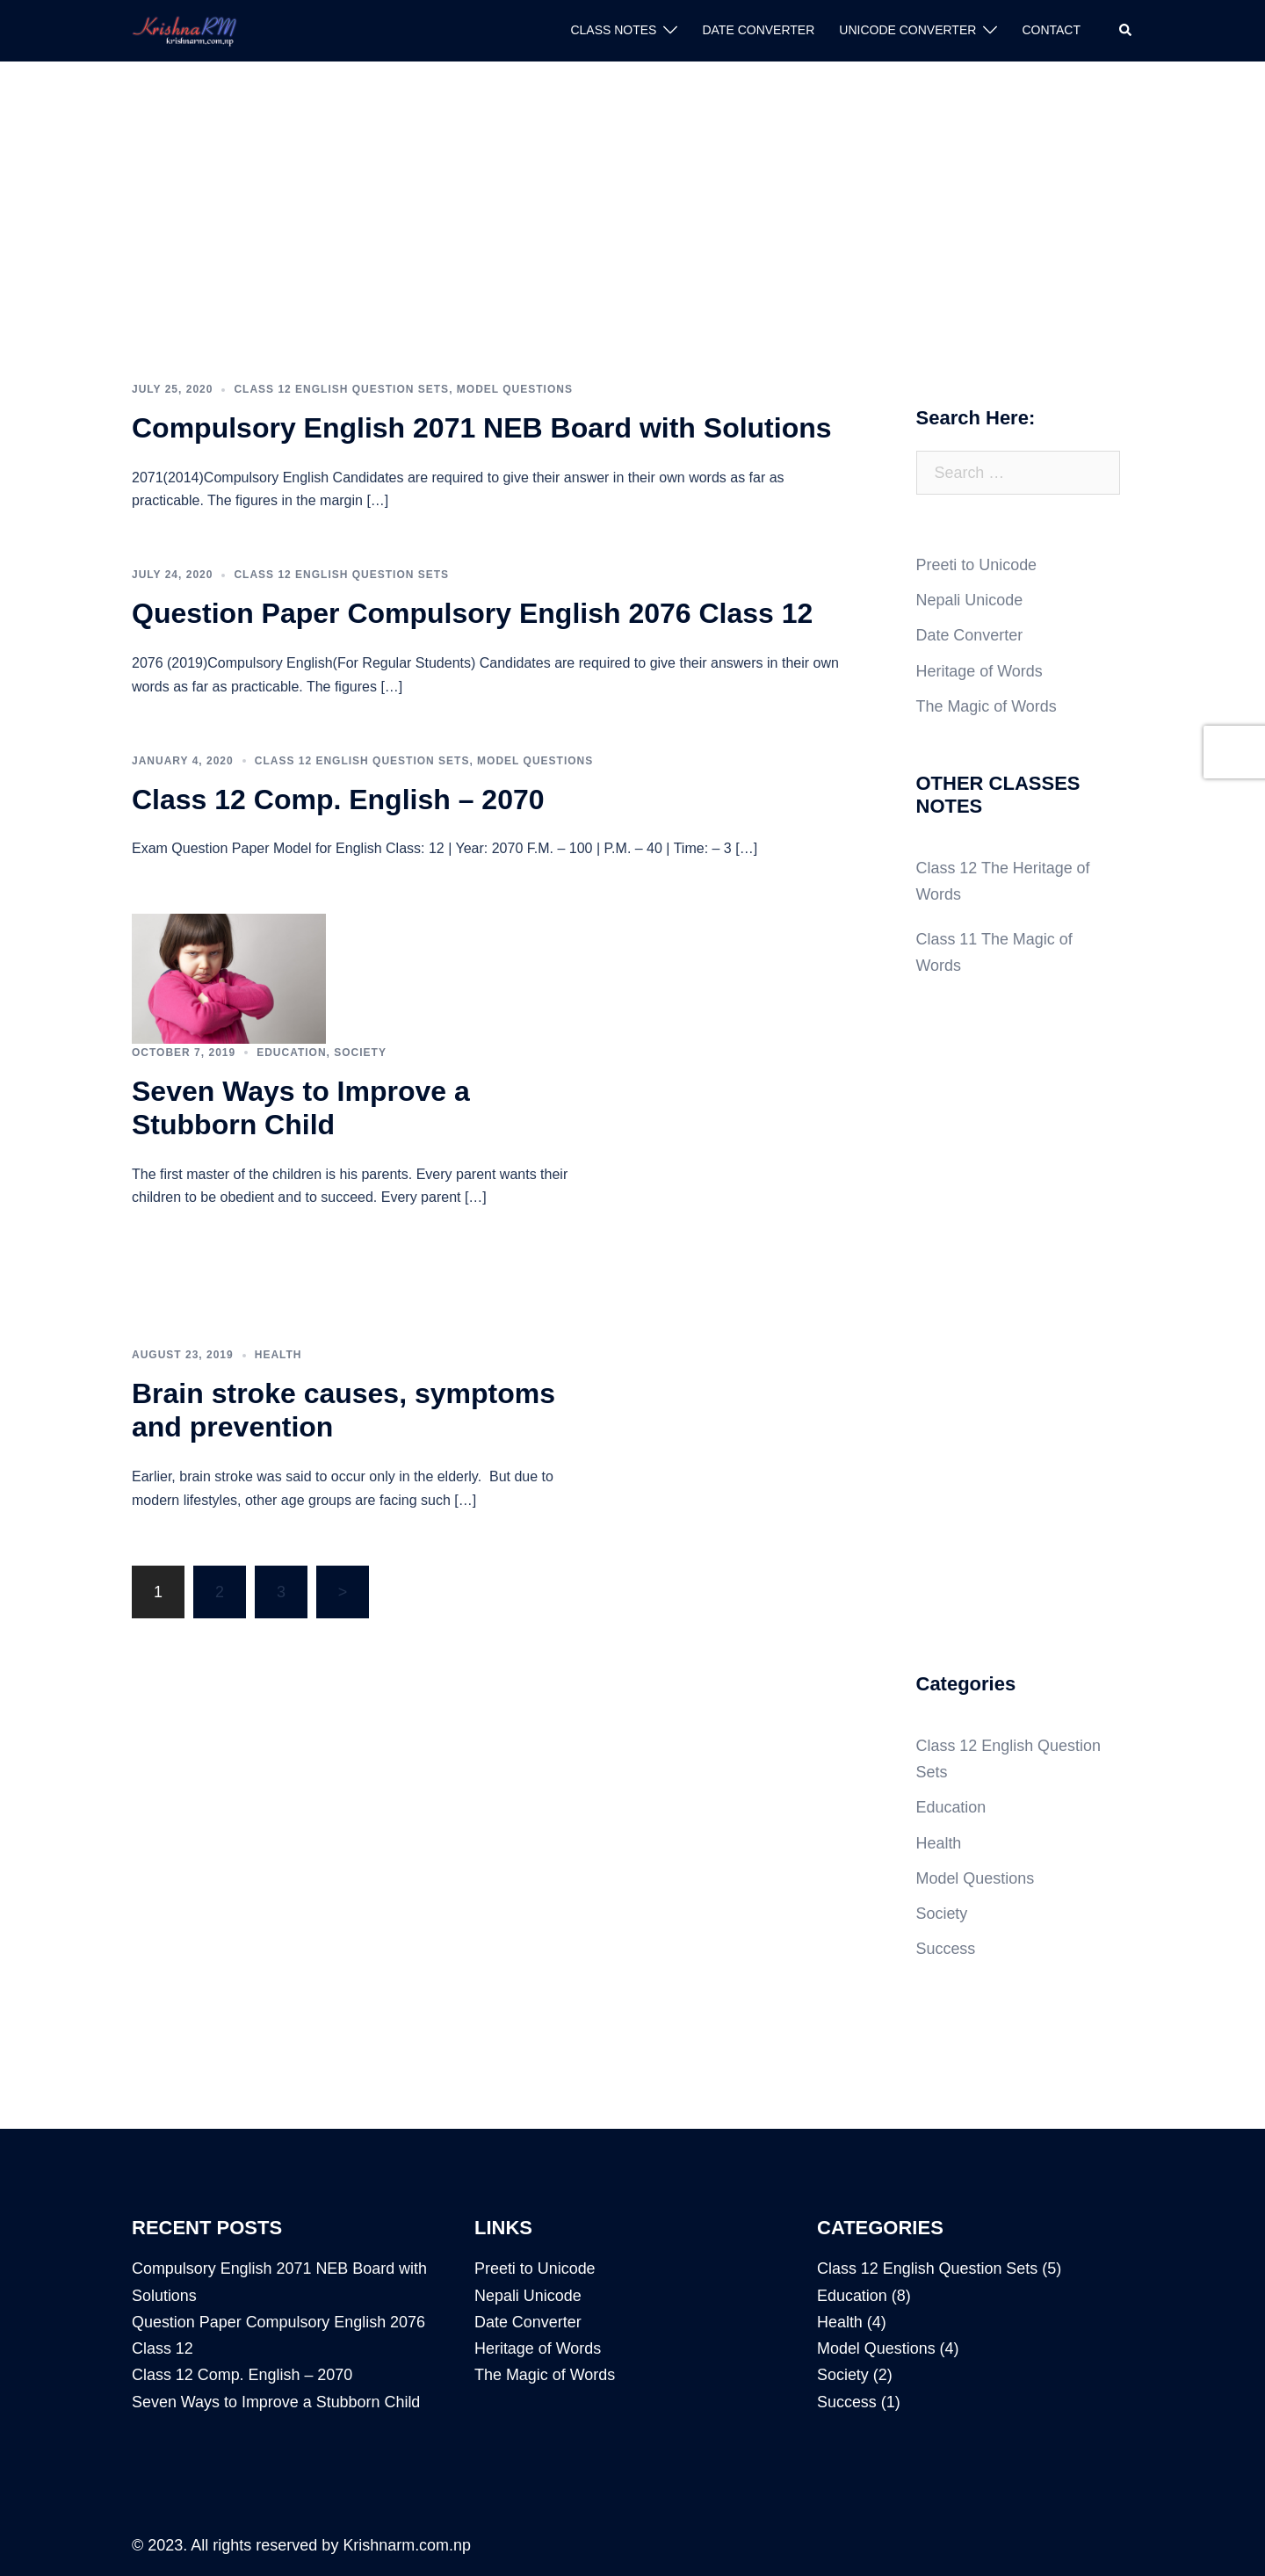 KrishnaRM
krishnarm.com.np
CLASS NOTES
DATE CONVERTER
UNICODE CONVERTER
CONTACT
JULY 25, 2020 • CLASS 12 ENGLISH QUESTION SETS, MODEL QUESTIONS
Compulsory English 2071 NEB Board with Solutions
2071(2014)Compulsory English Candidates are required to give their answer in their own words as far as
practicable. The figures in the margin […]
JULY 24, 2020 • CLASS 12 ENGLISH QUESTION SETS
Question Paper Compulsory English 2076 Class 12
2076 (2019)Compulsory English(For Regular Students) Candidates are required to give their answers in their own
words as far as practicable. The figures […]
JANUARY 4, 2020 • CLASS 12 ENGLISH QUESTION SETS, MODEL QUESTIONS
Class 12 Comp. English – 2070
Exam Question Paper Model for English Class: 12 | Year: 2070 F.M. – 100 | P.M. – 40 | Time: – 3 […]
OCTOBER 7, 2019 • EDUCATION, SOCIETY
Seven Ways to Improve a
Stubborn Child
The first master of the children is his parents. Every parent wants their
children to be obedient and to succeed. Every parent […]
AUGUST 23, 2019 • HEALTH
Brain stroke causes, symptoms
and prevention
Earlier, brain stroke was said to occur only in the elderly.  But due to
modern lifestyles, other age groups are facing such […]
1 2 3 >
Search Here:
Search …
Preeti to Unicode
Nepali Unicode
Date Converter
Heritage of Words
The Magic of Words
OTHER CLASSES
NOTES
Class 12 The Heritage of
Words
Class 11 The Magic of
Words
Categories
Class 12 English Question
Sets
Education
Health
Model Questions
Society
Success
RECENT POSTS
Compulsory English 2071 NEB Board with
Solutions
Question Paper Compulsory English 2076
Class 12
Class 12 Comp. English – 2070
Seven Ways to Improve a Stubborn Child
LINKS
Preeti to Unicode
Nepali Unicode
Date Converter
Heritage of Words
The Magic of Words
CATEGORIES
Class 12 English Question Sets (5)
Education (8)
Health (4)
Model Questions (4)
Society (2)
Success (1)
© 2023. All rights reserved by Krishnarm.com.np